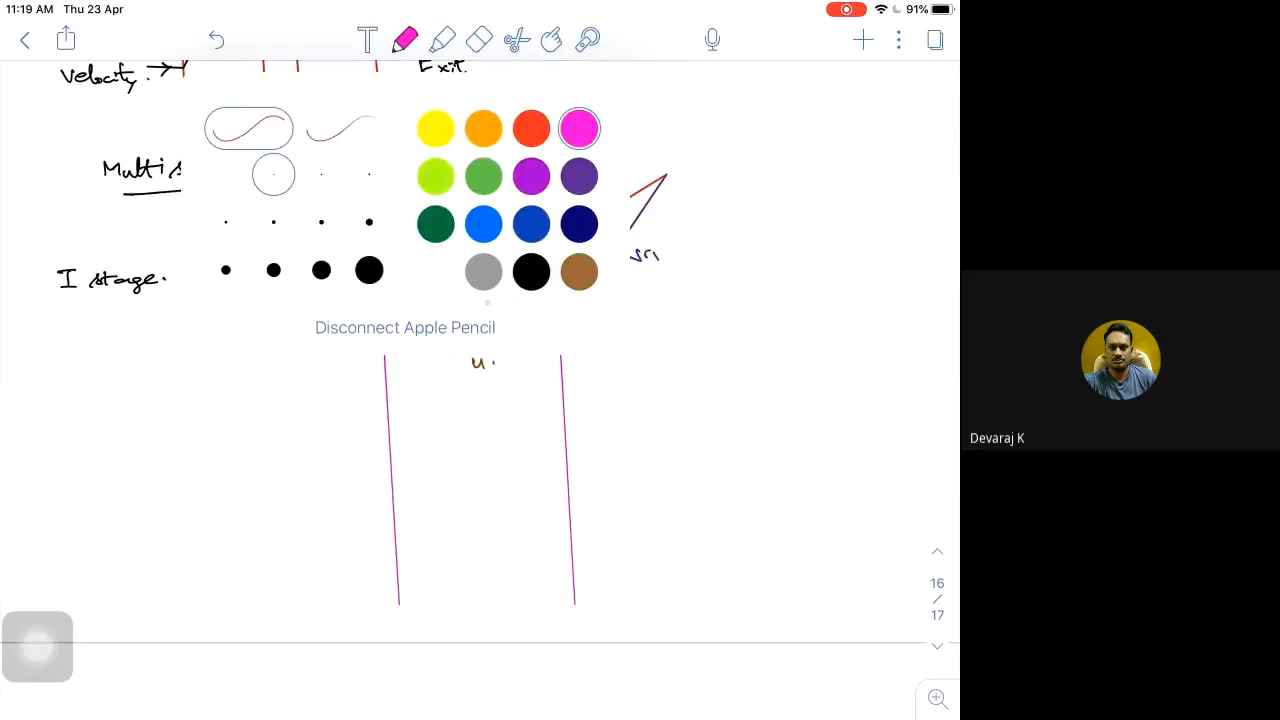 11:19 AM Thu 23 Apr 91%
T
Velocity. Exit.
Multi
I stage.
Disconnect Apple Pencil
u.
16
/
17
Devaraj K